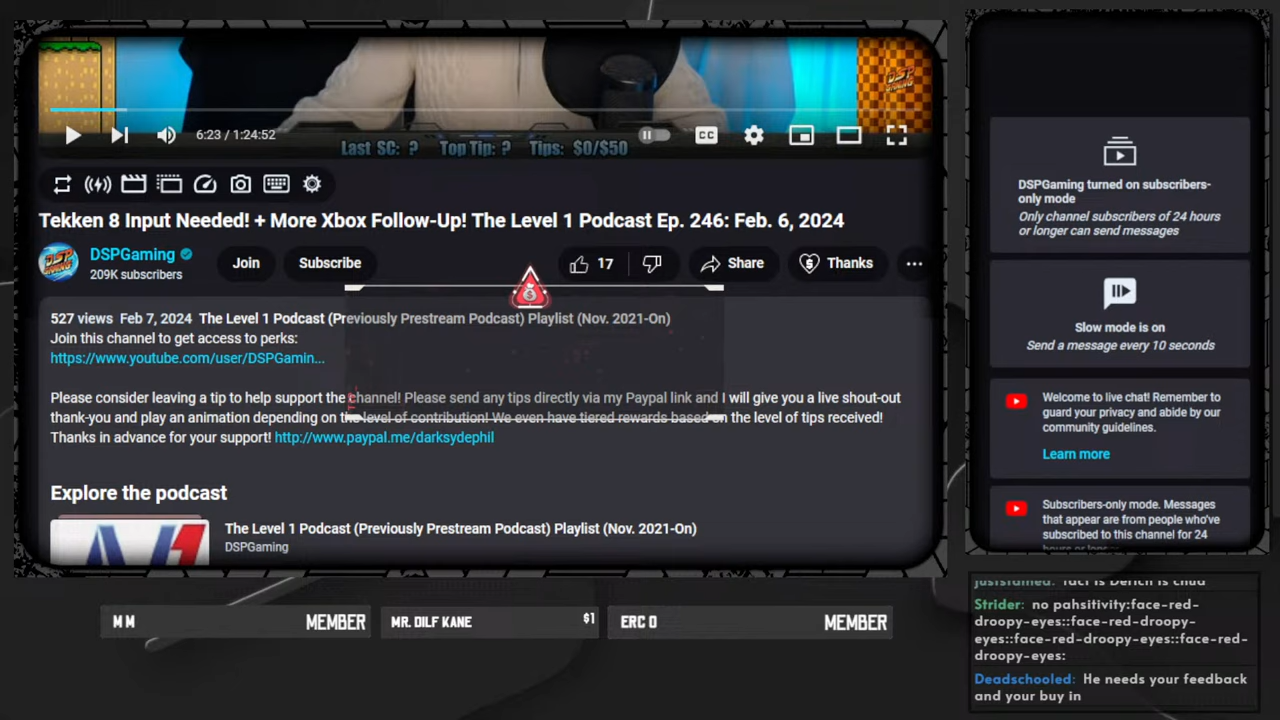 DSP
Last SC: ? Top Tip: ? Tips: $0/$50
6:23 / 1:24:52
CC
Tekken 8 Input Needed! + More Xbox Follow-Up! The Level 1 Podcast Ep. 246: Feb. 6, 2024
DSPGaming
209K subscribers
Join
Subscribe
17
Share
Thanks
527 views Feb 7, 2024 The Level 1 Podcast (Previously Prestream Podcast) Playlist (Nov. 2021-On)
Join this channel to get access to perks:
https://www.youtube.com/user/DSPGamin...
Please consider leaving a tip to help support the channel! Please send any tips directly via my Paypal link and I will give you a live shout-out
thank-you and play an animation depending on the level of contribution! We even have tiered rewards based on the level of tips received!
Thanks in advance for your support! http://www.paypal.me/darksydephil
Explore the podcast
The Level 1 Podcast (Previously Prestream Podcast) Playlist (Nov. 2021-On)
DSPGaming
DSPGaming turned on subscribers-
only mode
Only channel subscribers of 24 hours
or longer can send messages
Slow mode is on
Send a message every 10 seconds
Welcome to live chat! Remember to
guard your privacy and abide by our
community guidelines.
Learn more
Subscribers-only mode. Messages
that appear are from people who've
subscribed to this channel for 24
hours or
M M MEMBER
MR. DILF KANE $1
ERC O MEMBER
fact is Derich is chud
Strider: no pahsitivity:face-red-
droopy-eyes::face-red-droopy-
eyes::face-red-droopy-eyes::face-red-
droopy-eyes:
Deadschooled: He needs your feedback
and your buy in